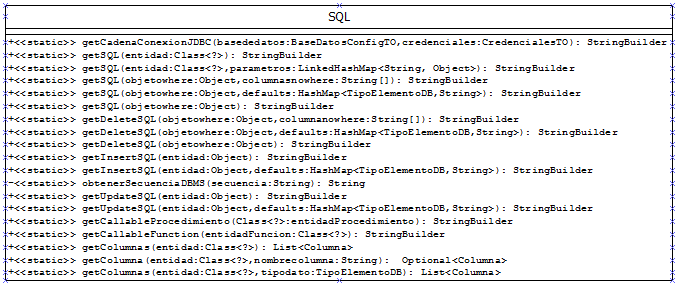 SQL
+<<static>> getCadenaConexionJDBC(basededatos:BaseDatosConfigTO,credenciales:CredencialesTO): StringBuilder
+<<static>> getSQL(entidad:Class<?>): StringBuilder
+<<static>> getSQL(entidad:Class<?>,parametros:LinkedHashMap<String, Object>): StringBuilder
+<<static>> getSQL(objetowhere:Object,columnasnowhere:String[]): StringBuilder
+<<static>> getSQL(objetowhere:Object,defaults:HashMap<TipoElementoDB,String>): StringBuilder
+<<static>> getSQL(objetowhere:Object): StringBuilder
+<<static>> getDeleteSQL(objetowhere:Object,columnanowhere:String[]): StringBuilder
+<<static>> getDeleteSQL(objetowhere:Object,defaults:HashMap<TipoElementoDB,String>): StringBuilder
+<<static>> getDeleteSQL(objetowhere:Object): StringBuilder
+<<static>> getInsertSQL(entidad:Object): StringBuilder
+<<static>> getInsertSQL(entidad:Object,defaults:HashMap<TipoElementoDB,String>): StringBuilder
-<<static>> obtenerSecuenciaDBMS(secuencia:String): String
+<<static>> getUpdateSQL(entidad:Object): StringBuilder
+<<static>> getUpdateSQL(entidad:Object,defaults:HashMap<TipoElementoDB,String>): StringBuilder
+<<static>> getCallableProcedimiento(Class<?>:entidadProcedimiento): StringBuilder
+<<static>> getCallableFunction(entidadFuncion:Class<?>): StringBuilder
+<<static>> getColumnas(entidad:Class<?>): List<Columna>
+<<static>> getColumna(entidad:Class<?>,nombrecolumna:String):  Optional<Columna>
+<<static>> getColumnas(entidad:Class<?>,tipodato:TipoElementoDB): List<Columna>